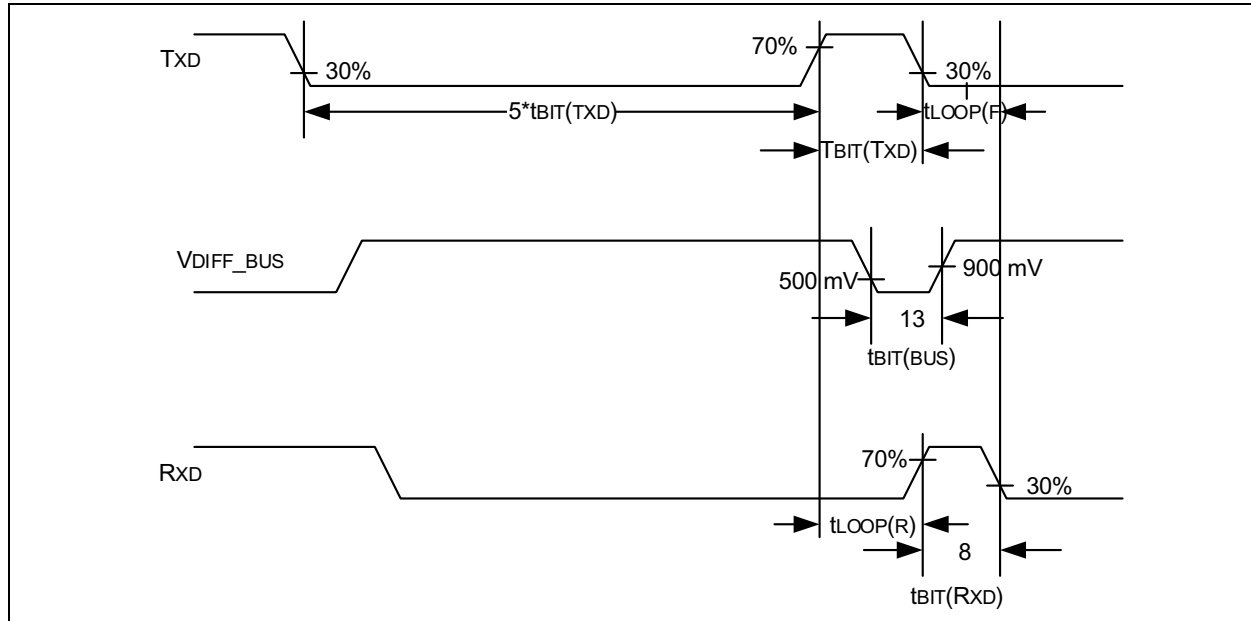 TXD
30%
70%
30%
5*tBIT(TXD)
tLOOP(F)
TBIT(TXD)
VDIFF_BUS
500 mV
900 mV
13
tBIT(BUS)
RXD
70%
30%
tLOOP(R)
8
tBIT(RXD)